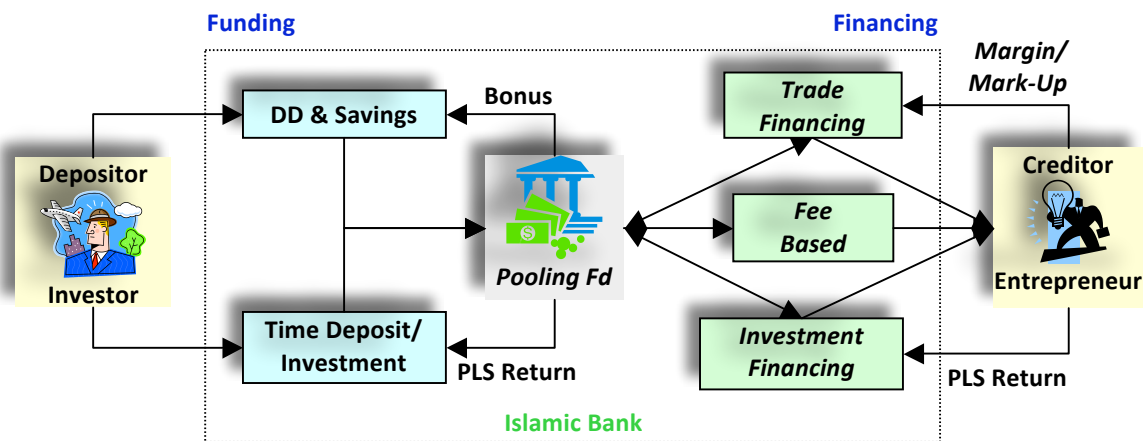 Funding
Financing
DD & Savings
Bonus
Trade
Financing
Margin/
Mark-Up
Depositor
Investor
$
Pooling Fd
Fee
Based
Creditor
Entrepreneur
Time Deposit/
Investment
PLS Return
Investment
Financing
PLS Return
Islamic Bank